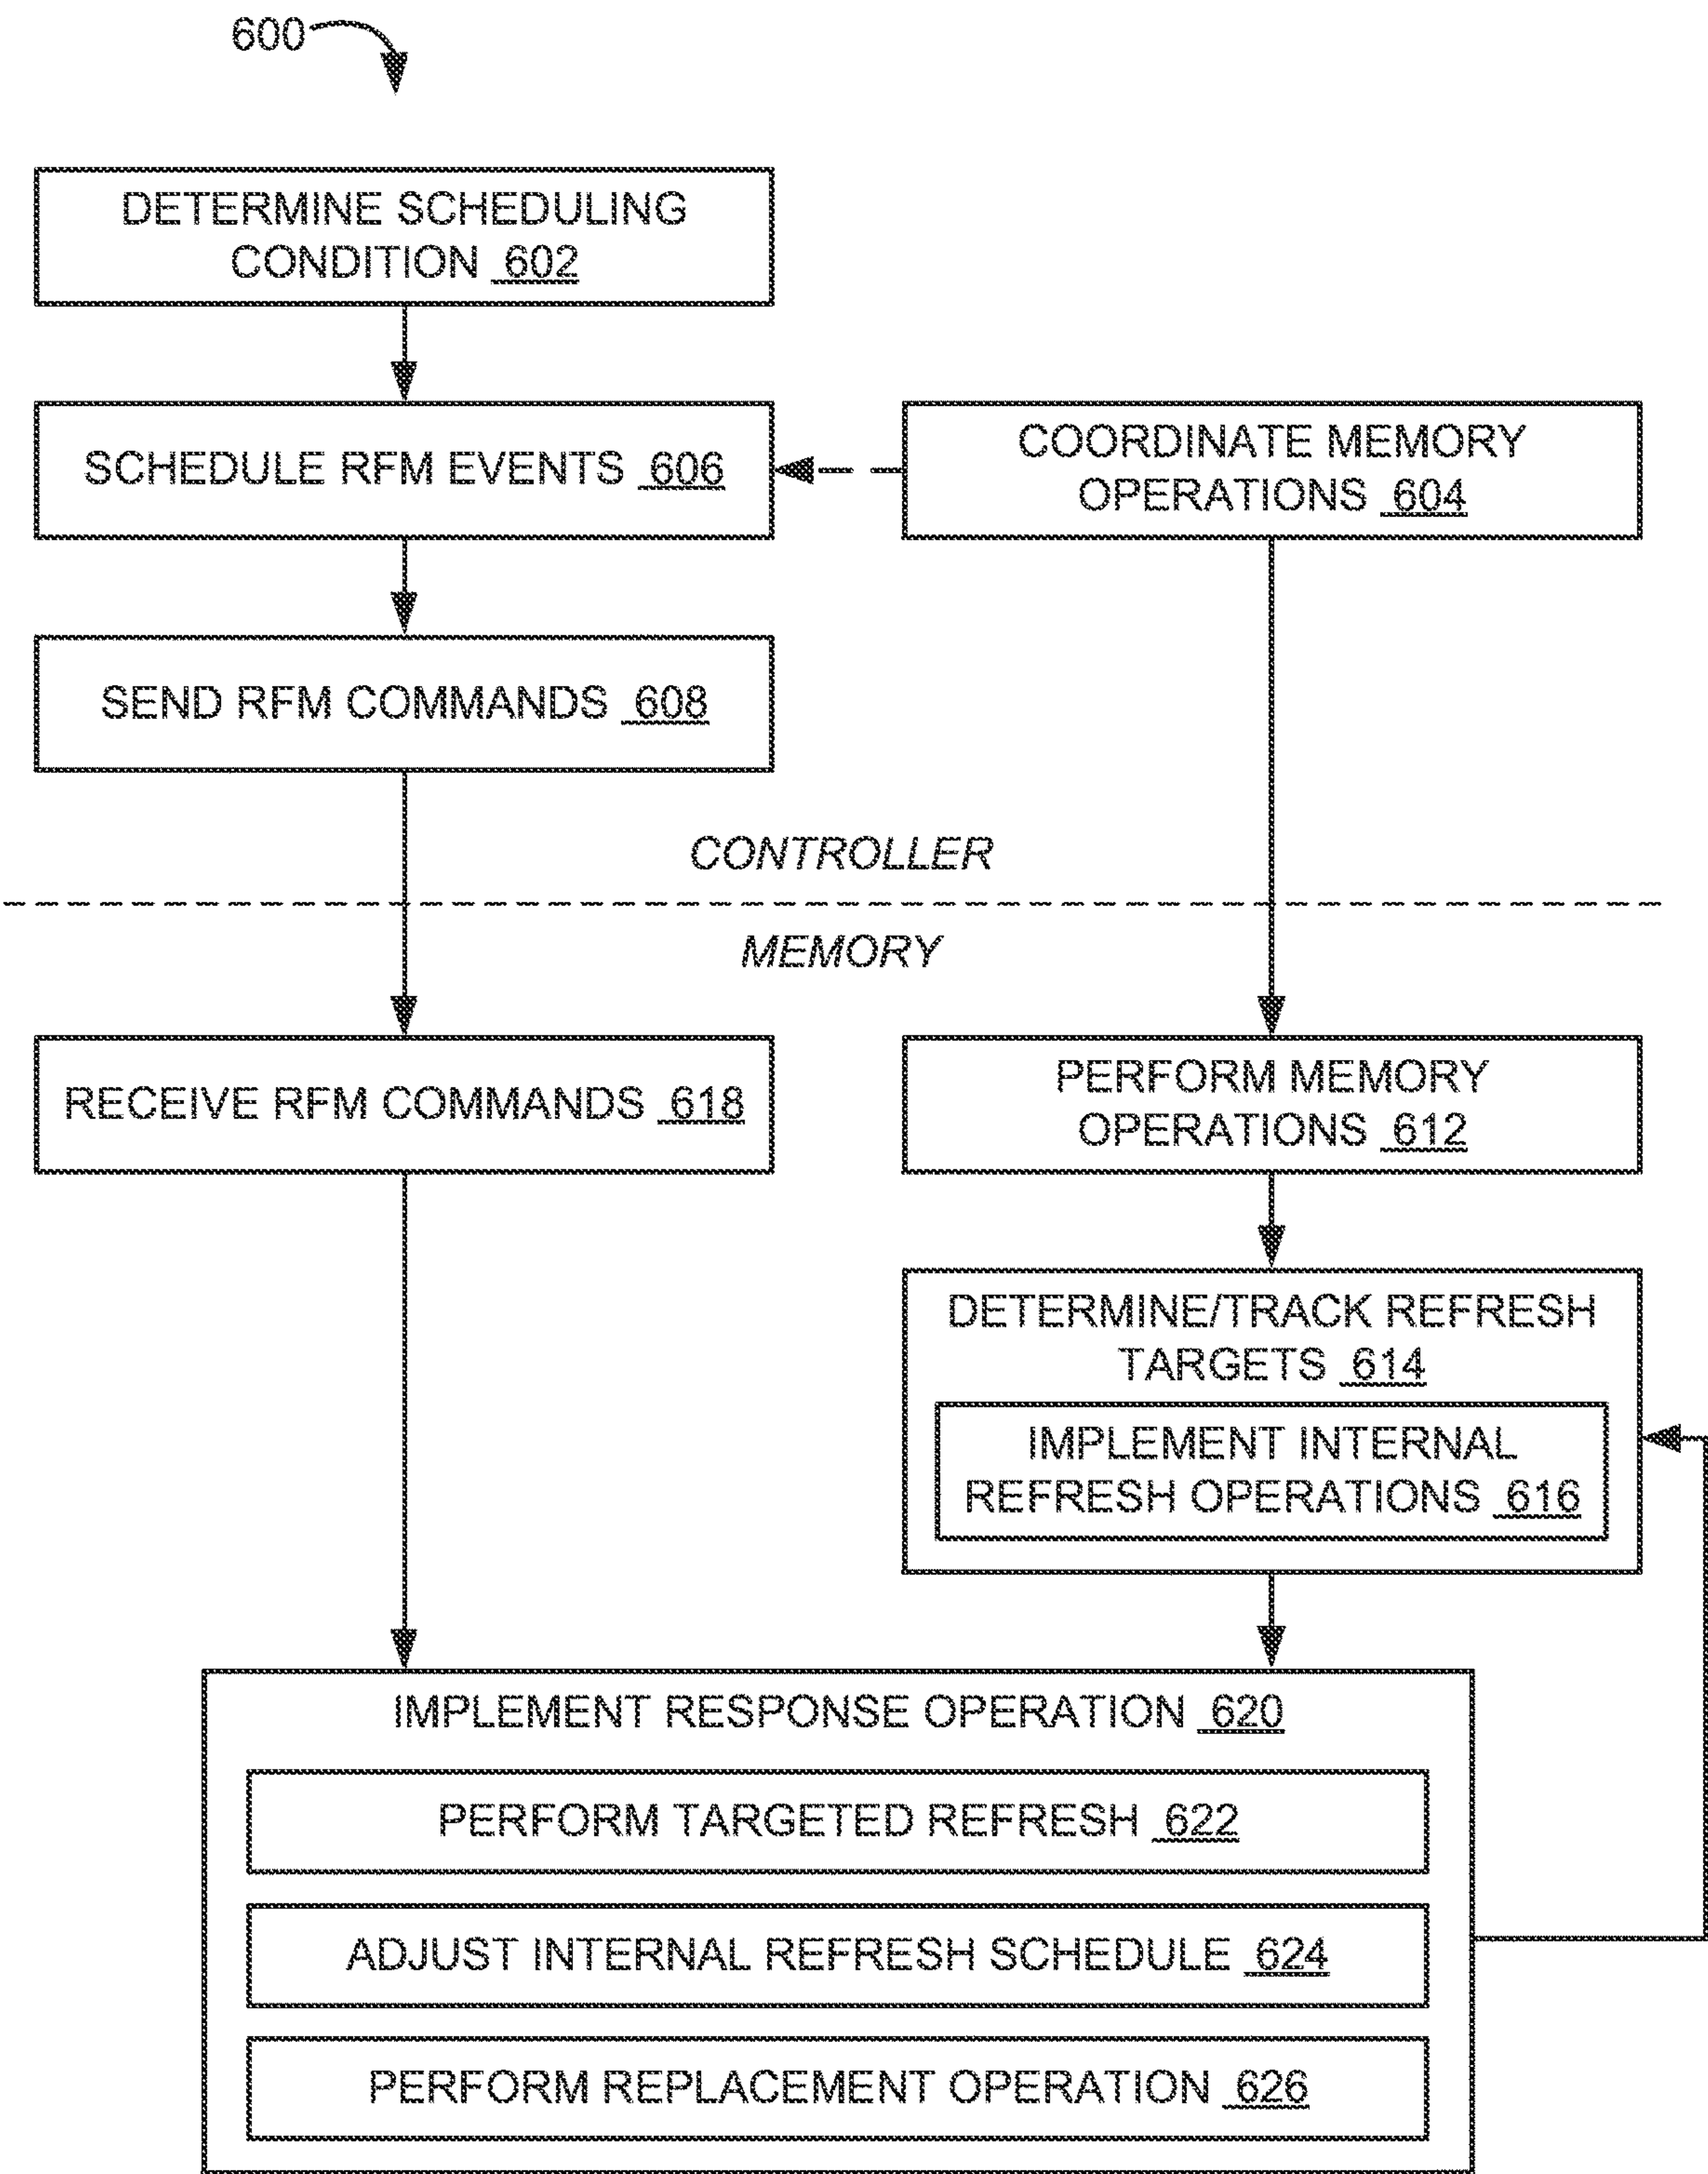 600
DETERMINE SCHEDULING
CONDITION 602
SCHEDULE RFM EVENTS 606
COORDINATE MEMORY
OPERATIONS 604
SEND RFM COMMANDS 608
CONTROLLER
MEMORY
RECEIVE RFM COMMANDS 618
PERFORM MEMORY
OPERATIONS 612
DETERMINE/TRACK REFRESH
TARGETS 614
IMPLEMENT INTERNAL
REFRESH OPERATIONS 616
IMPLEMENT RESPONSE OPERATION 620
PERFORM TARGETED REFRESH 622
ADJUST INTERNAL REFRESH SCHEDULE 624
PERFORM REPLACEMENT OPERATION 626